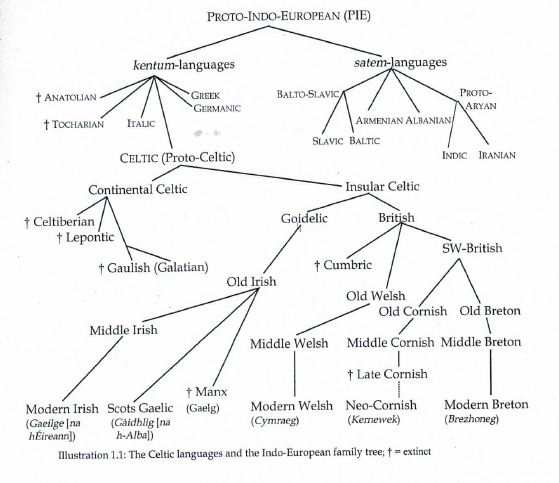 PROTO-INDO-EUROPEAN (PIE)
kentum-languages
satem-languages
† ANATOLIAN
GREEK
GERMANIC
† TOCHARIAN
ITALIC
BALTO-SLAVIC
PROTO-
ARYAN
ARMENIAN ALBANIAN
SLAVIC BALTIC
INDIC IRANIAN
CELTIC (Proto-Celtic)
Continental Celtic
Insular Celtic
† Celtiberian
† Lepontic
† Gaulish (Galatian)
Goidelic
British
† Cumbric
SW-British
Old Irish
Old Welsh
Old Cornish
Old Breton
Middle Irish
Middle Welsh
Middle Cornish
Middle Breton
† Late Cornish
† Manx
(Gaelg)
Modern Irish
(Gaeilge [na
hÉireann])
Scots Gaelic
(Gàidhlig [na
h-Alba])
Modern Welsh
(Cymraeg)
Neo-Cornish
(Kernewek)
Modern Breton
(Brezhoneg)
Illustration 1.1: The Celtic languages and the Indo-European family tree; † = extinct